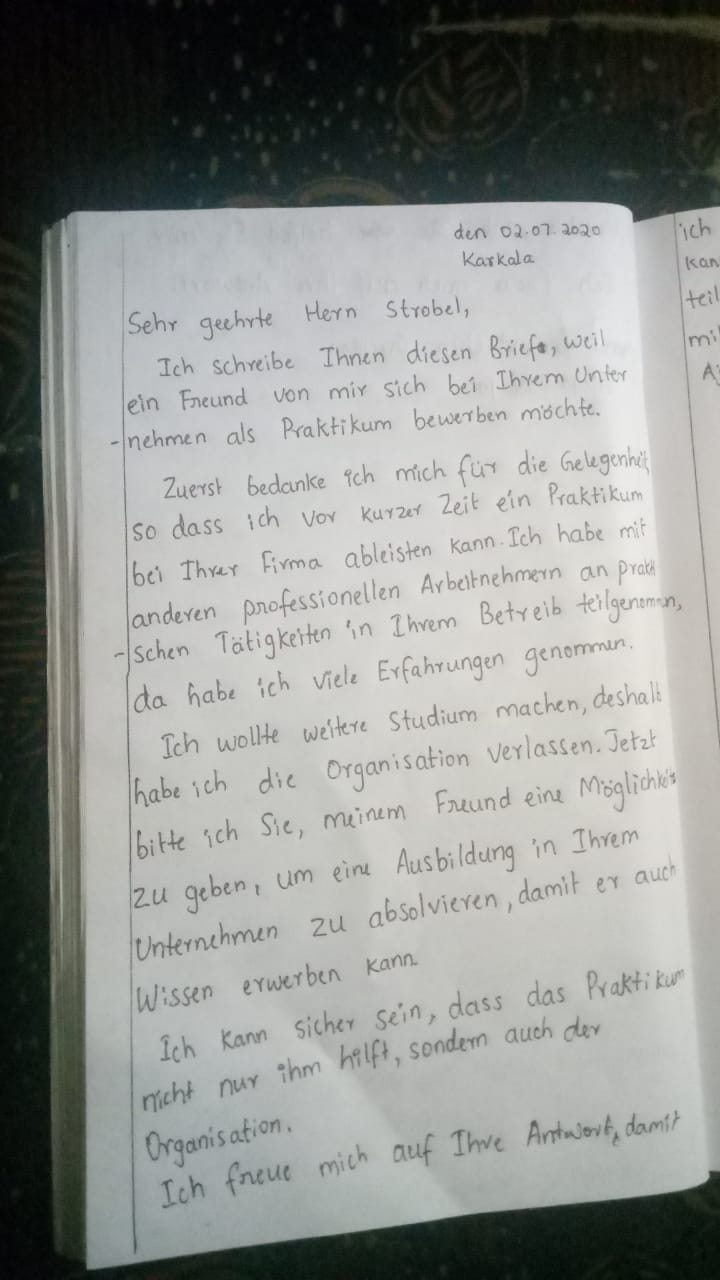 den 02.07.2020
Karkala
Sehr geehrte Hern Strobel,
Ich schreibe Ihnen diesen Briefe, weil
ein Freund von mir sich bei Ihrem Unter
-nehmen als Praktikum bewerben möchte.
Zuerst bedanke ich mich für die Gelegenheit,
so dass ich vor kurzer Zeit ein Praktikum
bei Ihrer Firma ableisten kann. Ich habe mit
anderen professionellen Arbeitnehmern an prakti
-schen Tätigkeiten in Ihrem Betreib teilgenommen,
da habe ich viele Erfahrungen genommen.
Ich wollte weitere Studium machen, deshalb
habe ich die Organisation verlassen. Jetzt
bitte ich Sie, meinem Freund eine Möglichkeit
zu geben, um eine Ausbildung in Ihrem
Unternehmen zu absolvieren, damit er auch
Wissen erwerben kann.
Ich kann sicher sein, dass das Praktikum
nicht nur ihm hilft, sondern auch der
Organisation.
Ich freue mich auf Ihre Antwort, damit
ich
kan
teil
mi